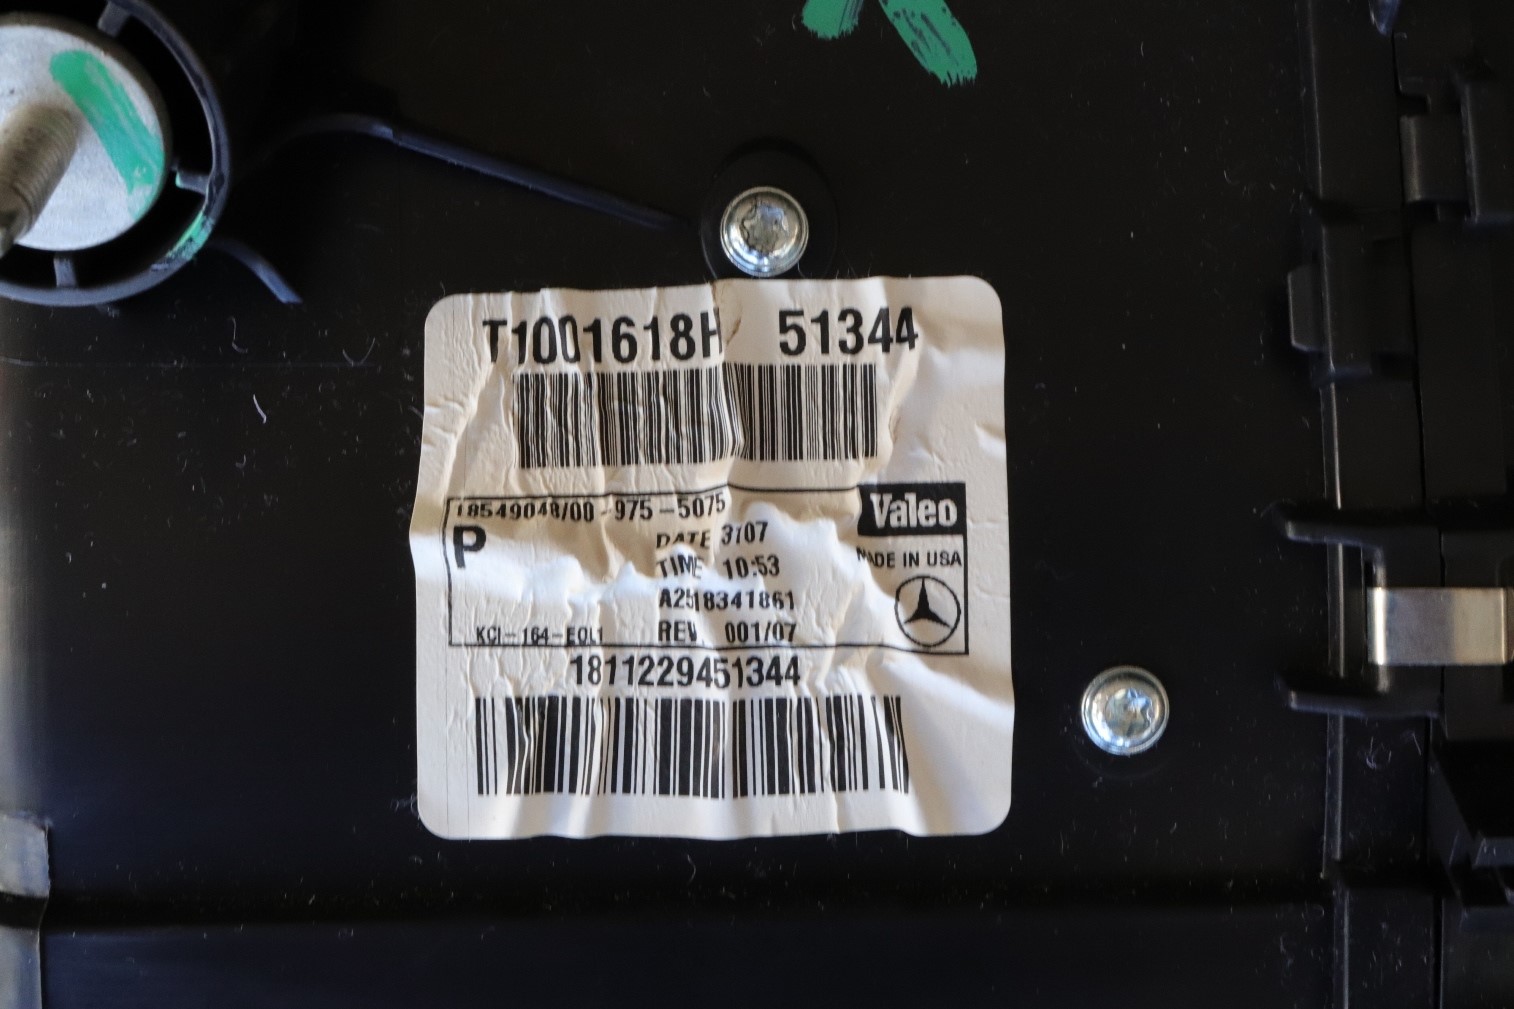 T1001618H 51344
18549048/00-975-5075
Valeo
P
DATE 3107
MADE IN USA
TIME 10:53
A2518341861
KCI-164-EOL1
REV. 001/07
1811229451344